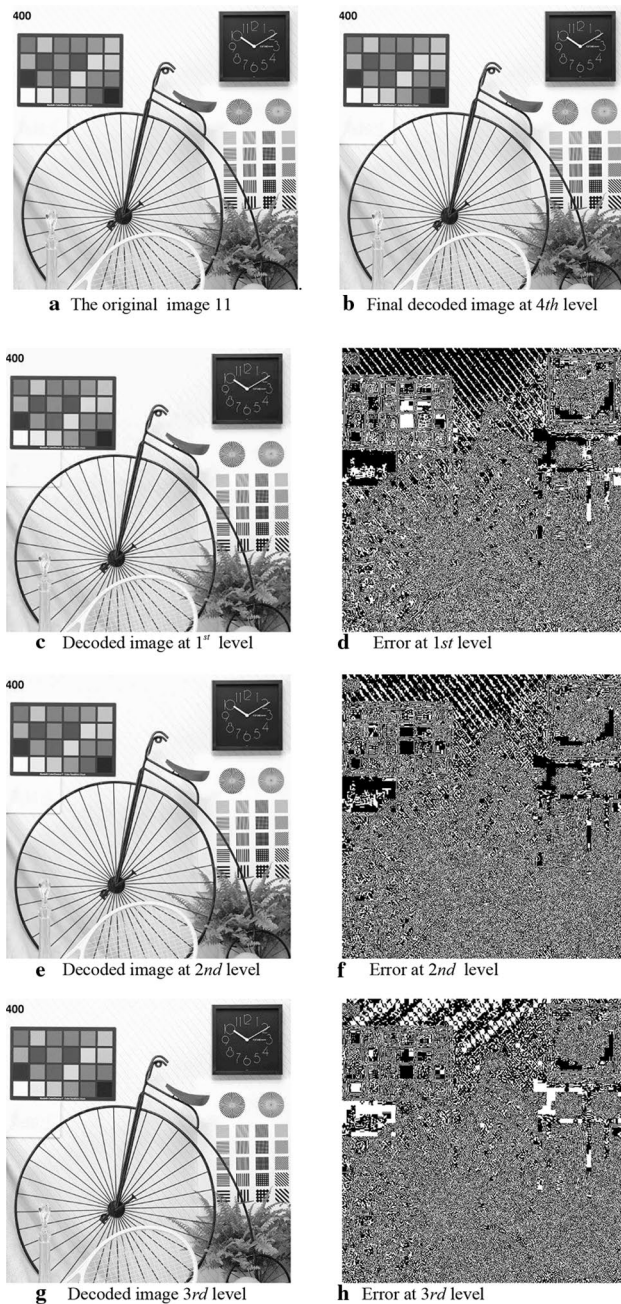 400
400
a The original image 11
b Final decoded image at 4th level
400
c Decoded image at 1st level
d Error at 1st level
400
e Decoded image at 2nd level
f Error at 2nd level
400
g Decoded image 3rd level
h Error at 3rd level